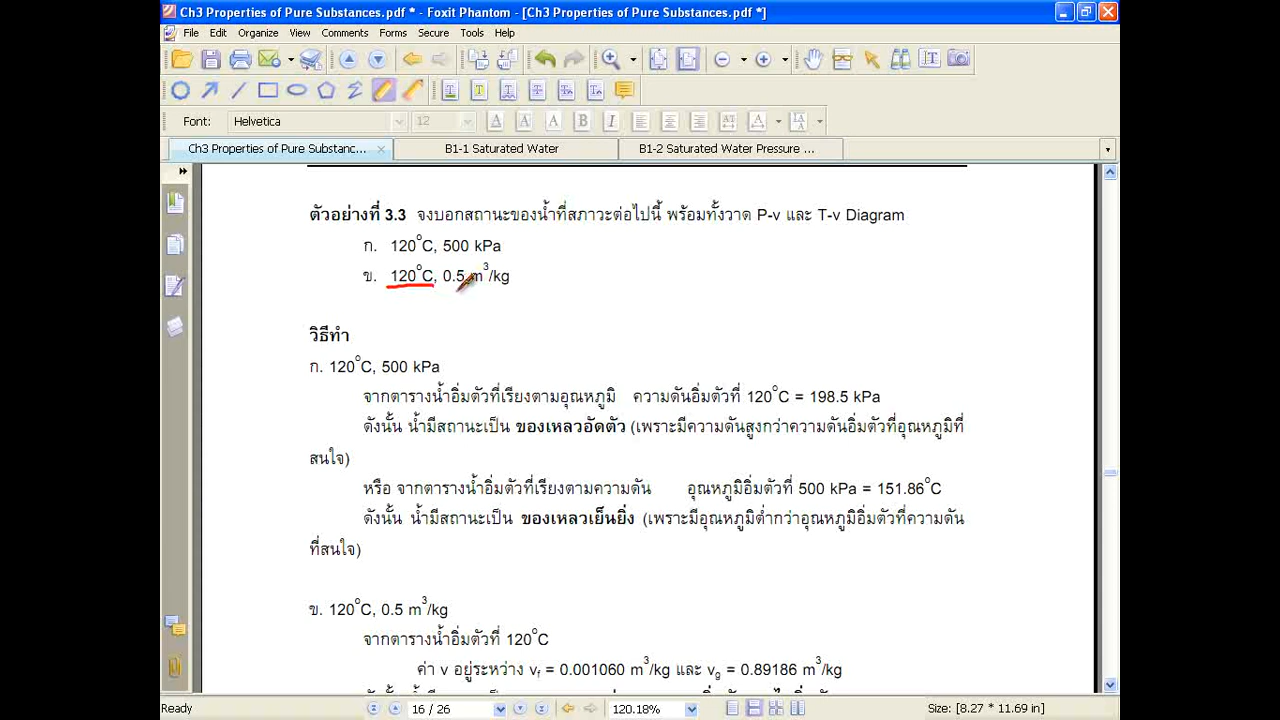 Ch3 Properties of Pure Substances.pdf * - Foxit Phantom - [Ch3 Properties of Pure Substances.pdf *]
File Edit Organize View Comments Forms Secure Tools Help
Font: Helvetica 12
Ch3 Properties of Pure Substanc... B1-1 Saturated Water B1-2 Saturated Water Pressure ...
ตัวอย่างที่ 3.3 จงบอกสถานะของน้ำที่สภาวะต่อไปนี้ พร้อมทั้งวาด P-v และ T-v Diagram
ก. 120°C, 500 kPa
ข. 120°C, 0.5 m³/kg
วิธีทำ
ก. 120°C, 500 kPa
จากตารางน้ำอิ่มตัวที่เรียงตามอุณหภูมิ ความดันอิ่มตัวที่ 120°C = 198.5 kPa
ดังนั้น น้ำมีสถานะเป็น ของเหลวอัดตัว (เพราะมีความดันสูงกว่าความดันอิ่มตัวที่อุณหภูมิที่
สนใจ)
หรือ จากตารางน้ำอิ่มตัวที่เรียงตามความดัน อุณหภูมิอิ่มตัวที่ 500 kPa = 151.86°C
ดังนั้น น้ำมีสถานะเป็น ของเหลวเย็นยิ่ง (เพราะมีอุณหภูมิต่ำกว่าอุณหภูมิอิ่มตัวที่ความดัน
ที่สนใจ)
ข. 120°C, 0.5 m³/kg
จากตารางน้ำอิ่มตัวที่ 120°C
ค่า v อยู่ระหว่าง vf = 0.001060 m³/kg และ vg = 0.89186 m³/kg
Ready 16 / 26 120.18% Size: [8.27 * 11.69 in]